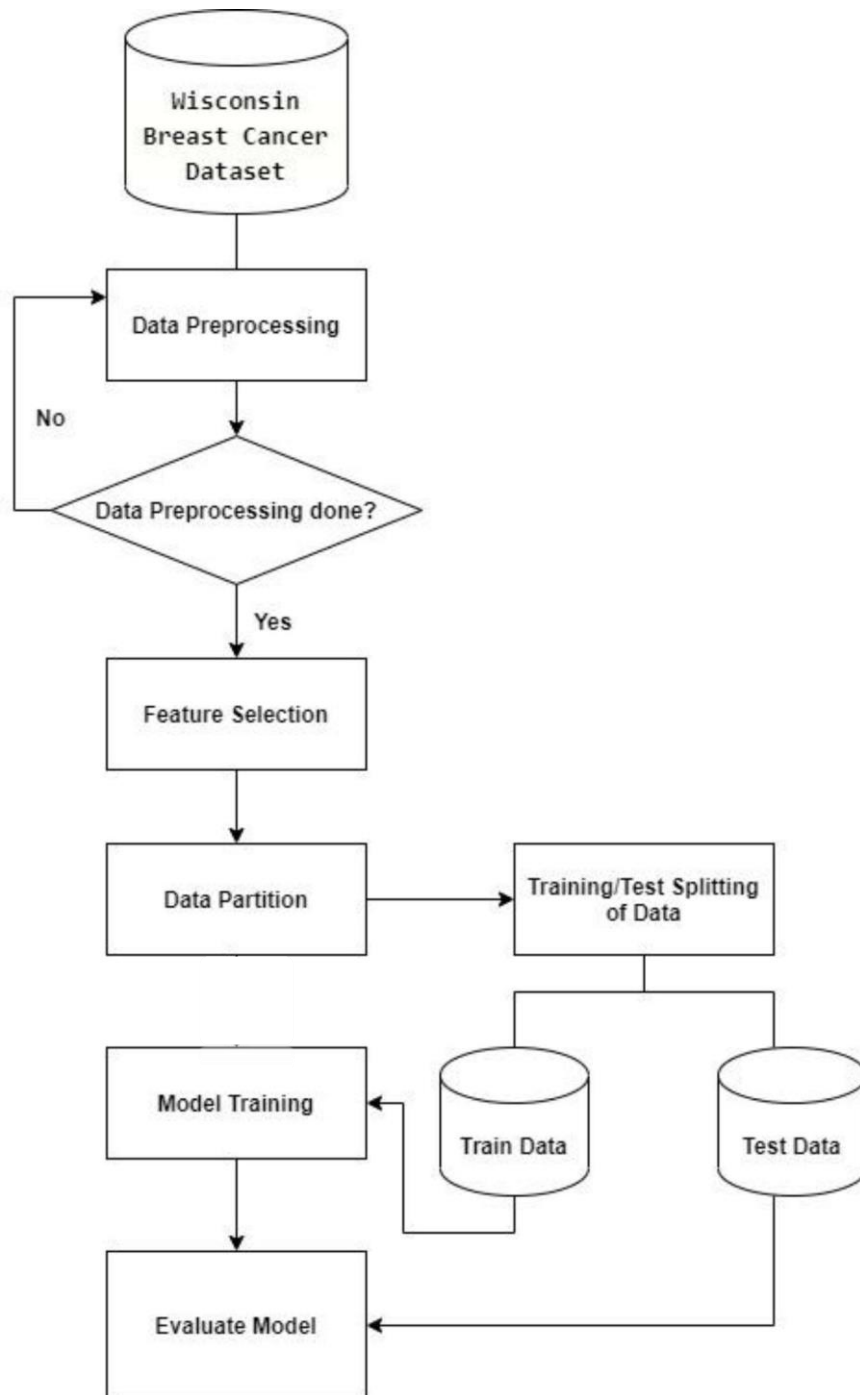 Wisconsin
Breast Cancer
Dataset
Data Preprocessing
No
Data Preprocessing done?
Yes
Feature Selection
Data Partition
Training/Test Splitting
of Data
Model Training
Train Data
Test Data
Evaluate Model